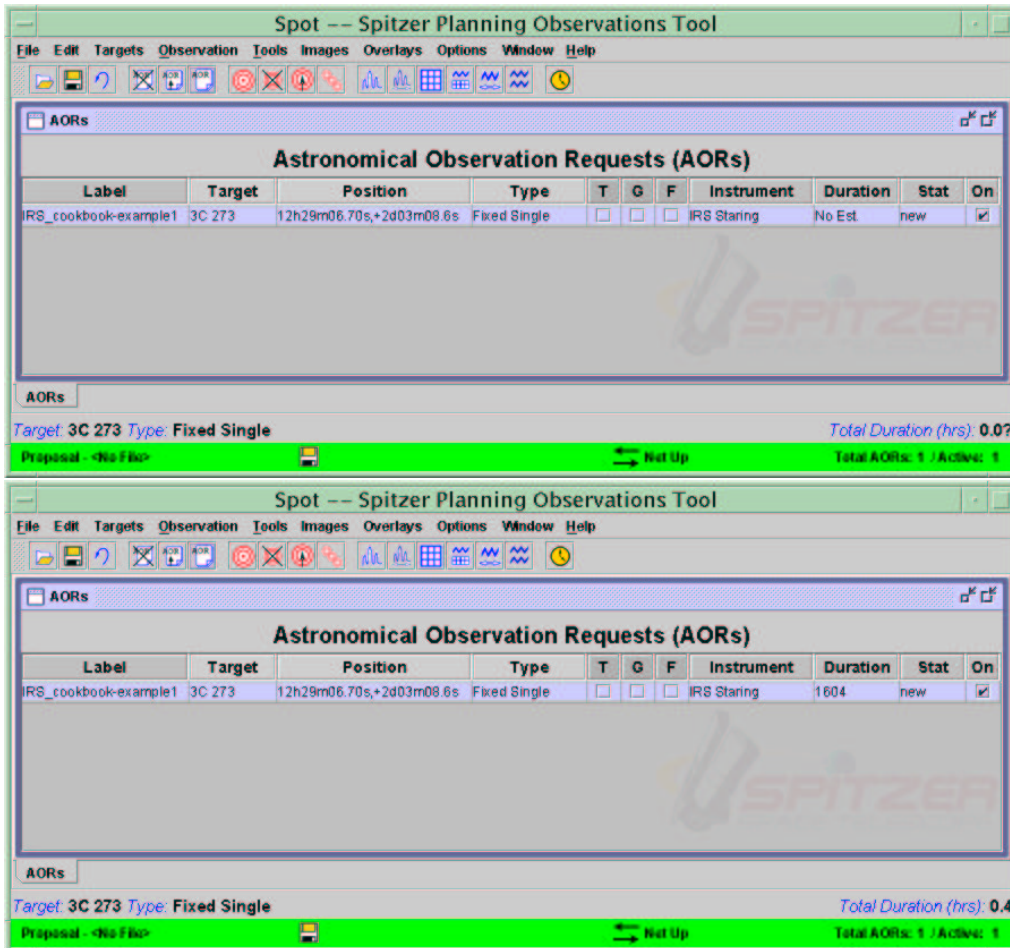 Spot -- Spitzer Planning Observations Tool
File Edit Targets Observation Tools Images Overlays Options Window Help
AORs
Astronomical Observation Requests (AORs)
Label Target Position Type T G F Instrument Duration Stat On
IRS_cookbook-example1 3C 273 12h29m06.70s,+2d03m08.6s Fixed Single IRS Staring No Est. new
SPITZER
AORs
Target: 3C 273 Type: Fixed Single Total Duration (hrs): 0.0?
Proposal - <No File> Net Up Total AORs: 1 / Active: 1
Spot -- Spitzer Planning Observations Tool
File Edit Targets Observation Tools Images Overlays Options Window Help
AORs
Astronomical Observation Requests (AORs)
Label Target Position Type T G F Instrument Duration Stat On
IRS_cookbook-example1 3C 273 12h29m06.70s,+2d03m08.6s Fixed Single IRS Staring 1604 new
SPITZER
AORs
Target: 3C 273 Type: Fixed Single Total Duration (hrs): 0.4
Proposal - <No File> Net Up Total AORs: 1 / Active: 1